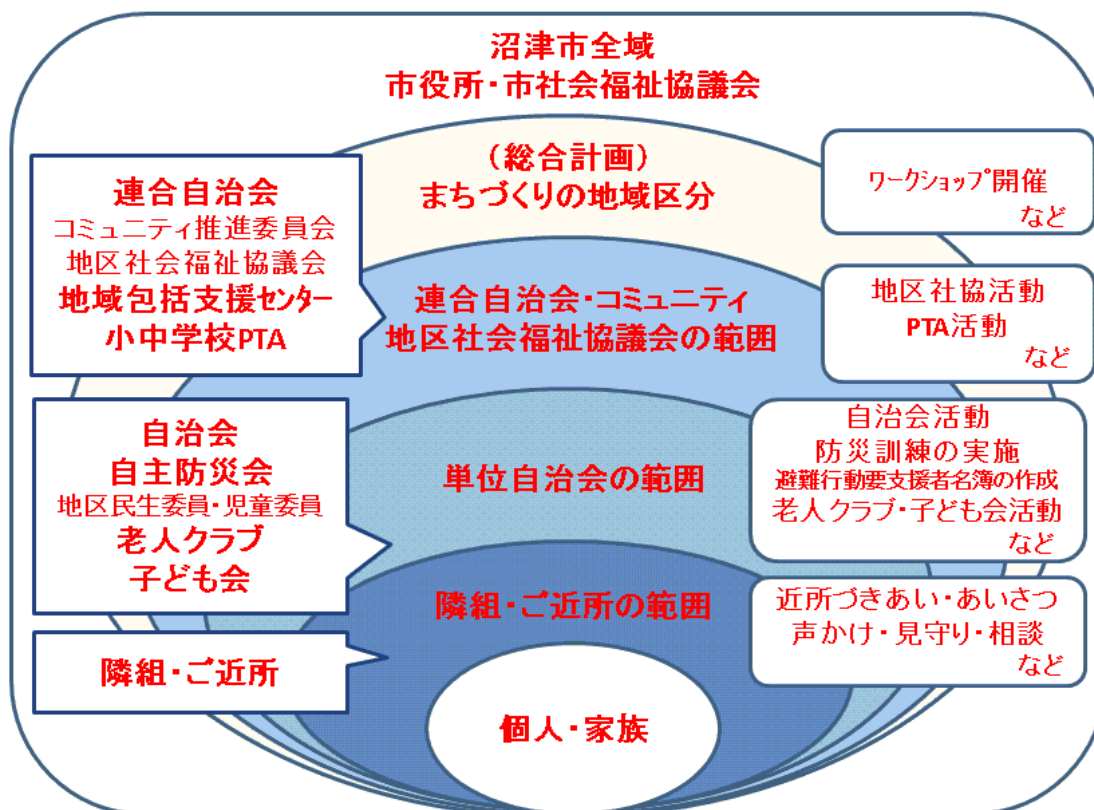 沼津市全域
市役所・市社会福祉協議会
(総合計画)
まちづくりの地域区分
ワークショップ開催
など
連合自治会
コミュニティ推進委員会
地区社会福祉協議会
地域包括支援センター
小中学校PTA
連合自治会・コミュニティ
地区社会福祉協議会の範囲
地区社協活動
PTA活動
など
自治会
自主防災会
地区民生委員・児童委員
老人クラブ
子ども会
単位自治会の範囲
自治会活動
防災訓練の実施
避難行動要支援者名簿の作成
老人クラブ・子ども会活動
など
隣組・ご近所
隣組・ご近所の範囲
近所づきあい・あいさつ
声かけ・見守り・相談
など
個人・家族